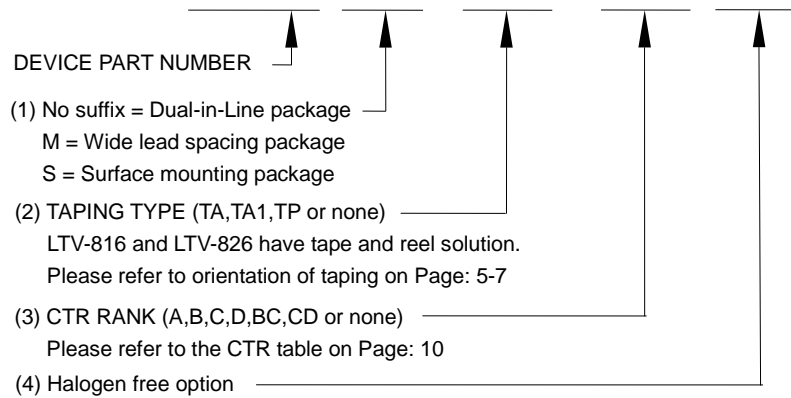 DEVICE PART NUMBER
(1) No suffix = Dual-in-Line package
M = Wide lead spacing package
S = Surface mounting package
(2) TAPING TYPE (TA,TA1,TP or none)
LTV-816 and LTV-826 have tape and reel solution.
Please refer to orientation of taping on Page: 5-7
(3) CTR RANK (A,B,C,D,BC,CD or none)
Please refer to the CTR table on Page: 10
(4) Halogen free option